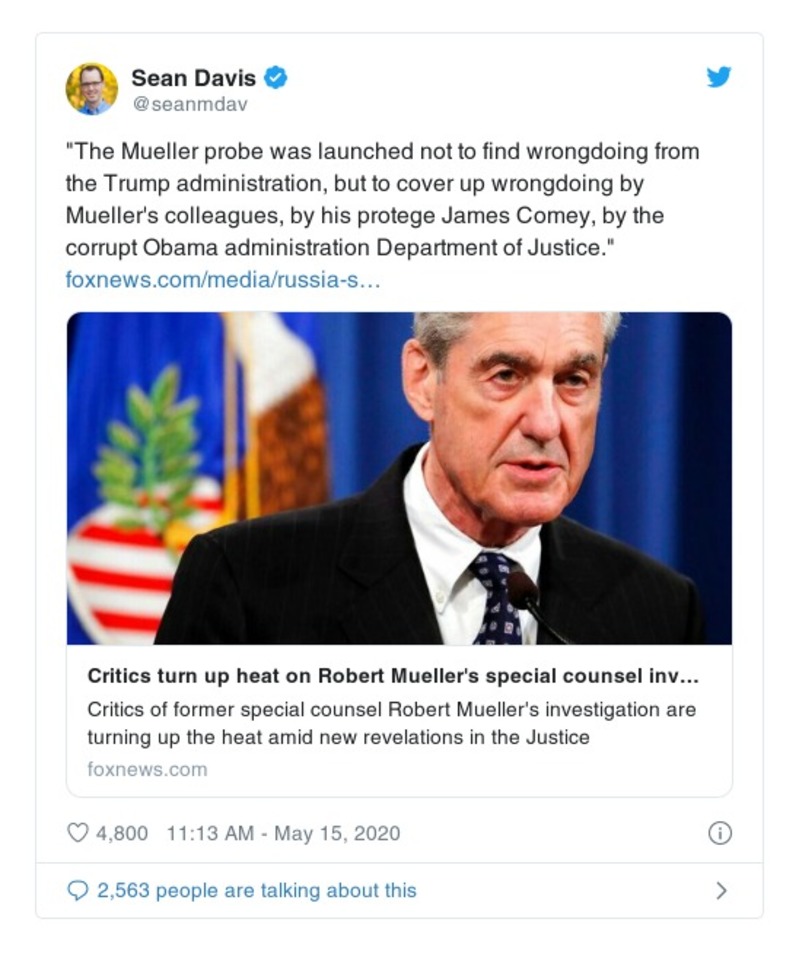 Sean Davis
@seanmdav
"The Mueller probe was launched not to find wrongdoing from
the Trump administration, but to cover up wrongdoing by
Mueller's colleagues, by his protege James Comey, by the
corrupt Obama administration Department of Justice."
foxnews.com/media/russia-s…
Critics turn up heat on Robert Mueller's special counsel inv…
Critics of former special counsel Robert Mueller's investigation are
turning up the heat amid new revelations in the Justice
foxnews.com
4,800 11:13 AM - May 15, 2020
2,563 people are talking about this